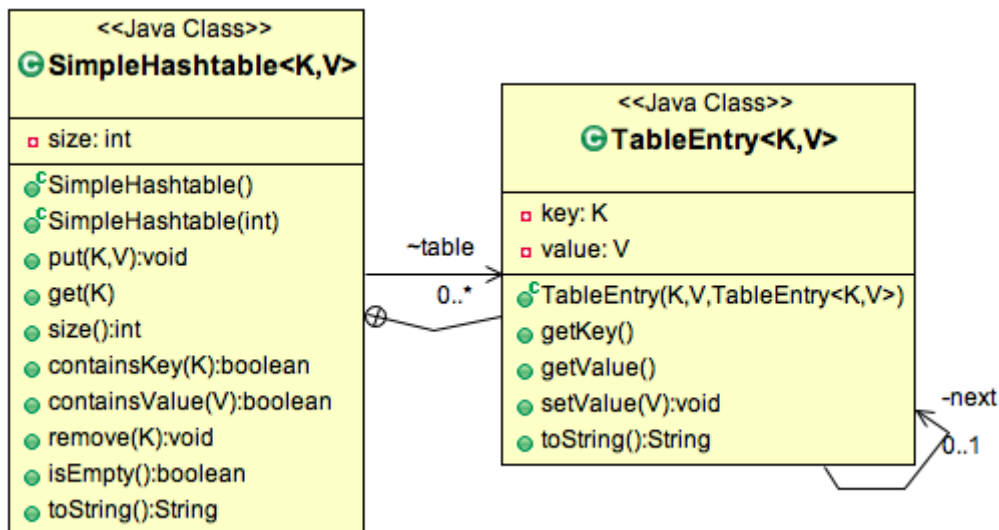 <<Java Class>>
C SimpleHashtable<K,V>
size: int
C SimpleHashtable()
C SimpleHashtable(int)
put(K,V):void
get(K)
size():int
containsKey(K):boolean
containsValue(V):boolean
remove(K):void
isEmpty():boolean
toString():String
~table
0..*
<<Java Class>>
C TableEntry<K,V>
key: K
value: V
C TableEntry(K,V,TableEntry<K,V>)
getKey()
getValue()
setValue(V):void
toString():String
-next
0..1